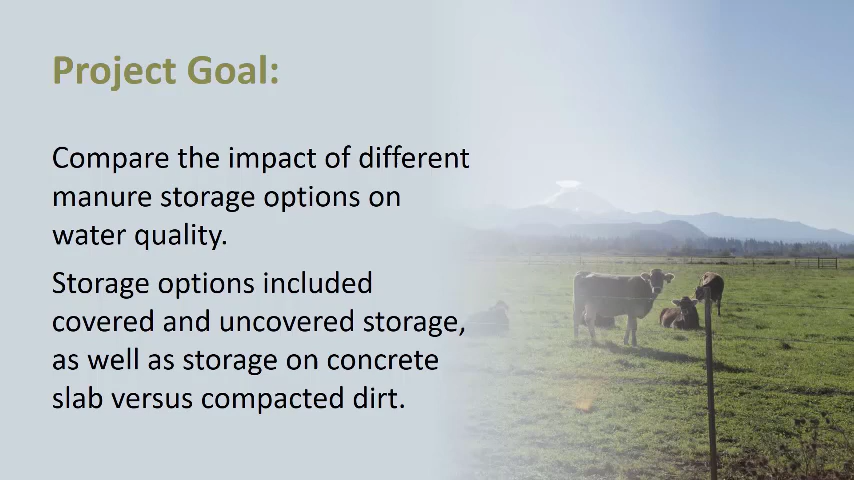 Project Goal:
Compare the impact of different
manure storage options on
water quality.
Storage options included
covered and uncovered storage,
as well as storage on concrete
slab versus compacted dirt.